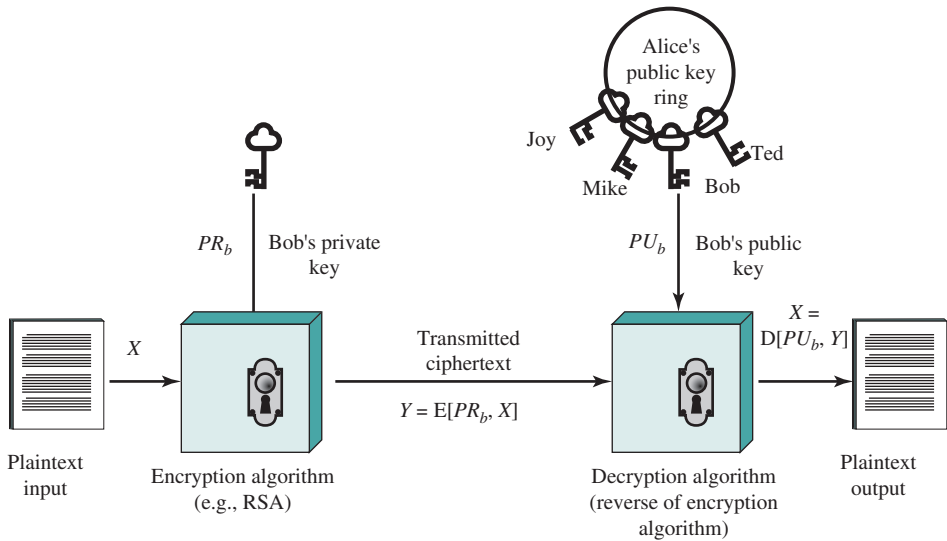 Alice's
public key
ring
Joy
Mike
Bob
Ted
PR_b
Bob's private
key
PU_b
Bob's public
key
X
Transmitted
ciphertext
Y = E[PR_b, X]
X =
D[PU_b, Y]
Plaintext
input
Encryption algorithm
(e.g., RSA)
Decryption algorithm
(reverse of encryption
algorithm)
Plaintext
output